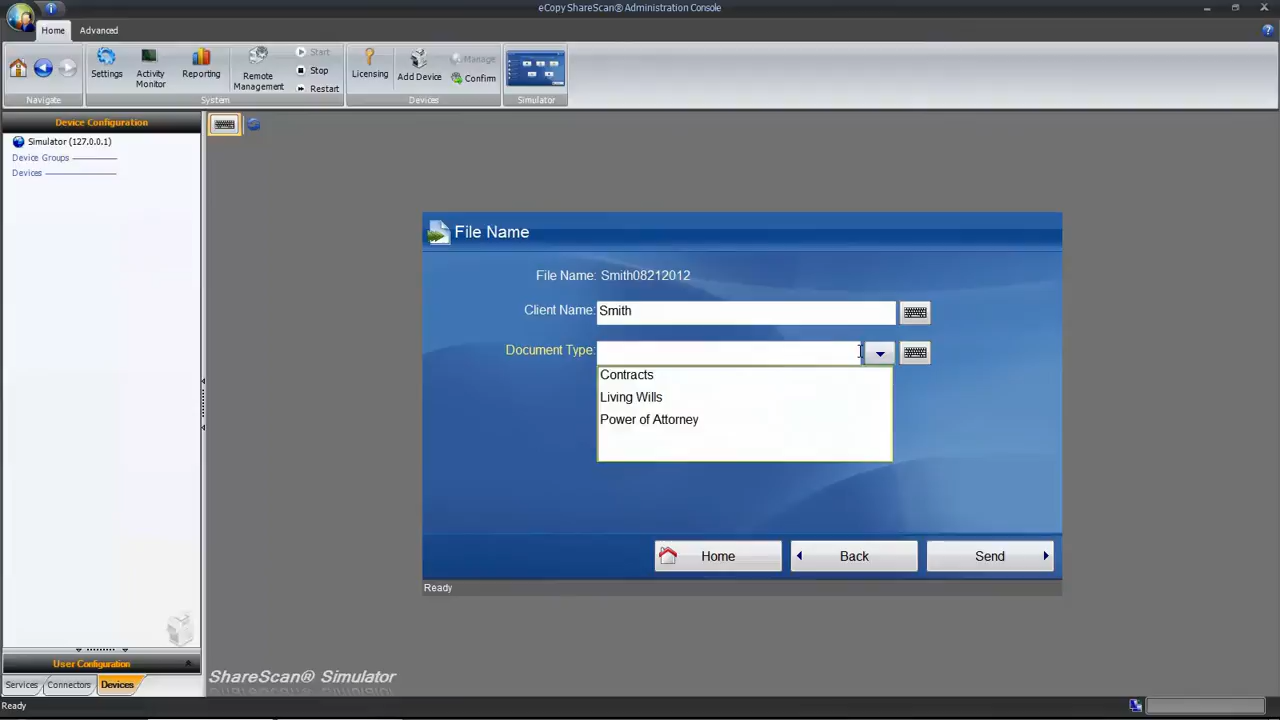 eCopy ShareScan® Administration Console
Home
Advanced
Settings
Activity
Monitor
Reporting
Remote
Management
Start
Stop
Restart
Licensing
Add Device
Manage
Confirm
Navigate
System
Devices
Simulator
Device Configuration
Simulator (127.0.0.1)
Device Groups
Devices
File Name
File Name: Smith08212012
Client Name: Smith
Document Type:
Contracts
Living Wills
Power of Attorney
Home
Back
Send
Ready
User Configuration
Services
Connectors
Devices
ShareScan® Simulator
Ready